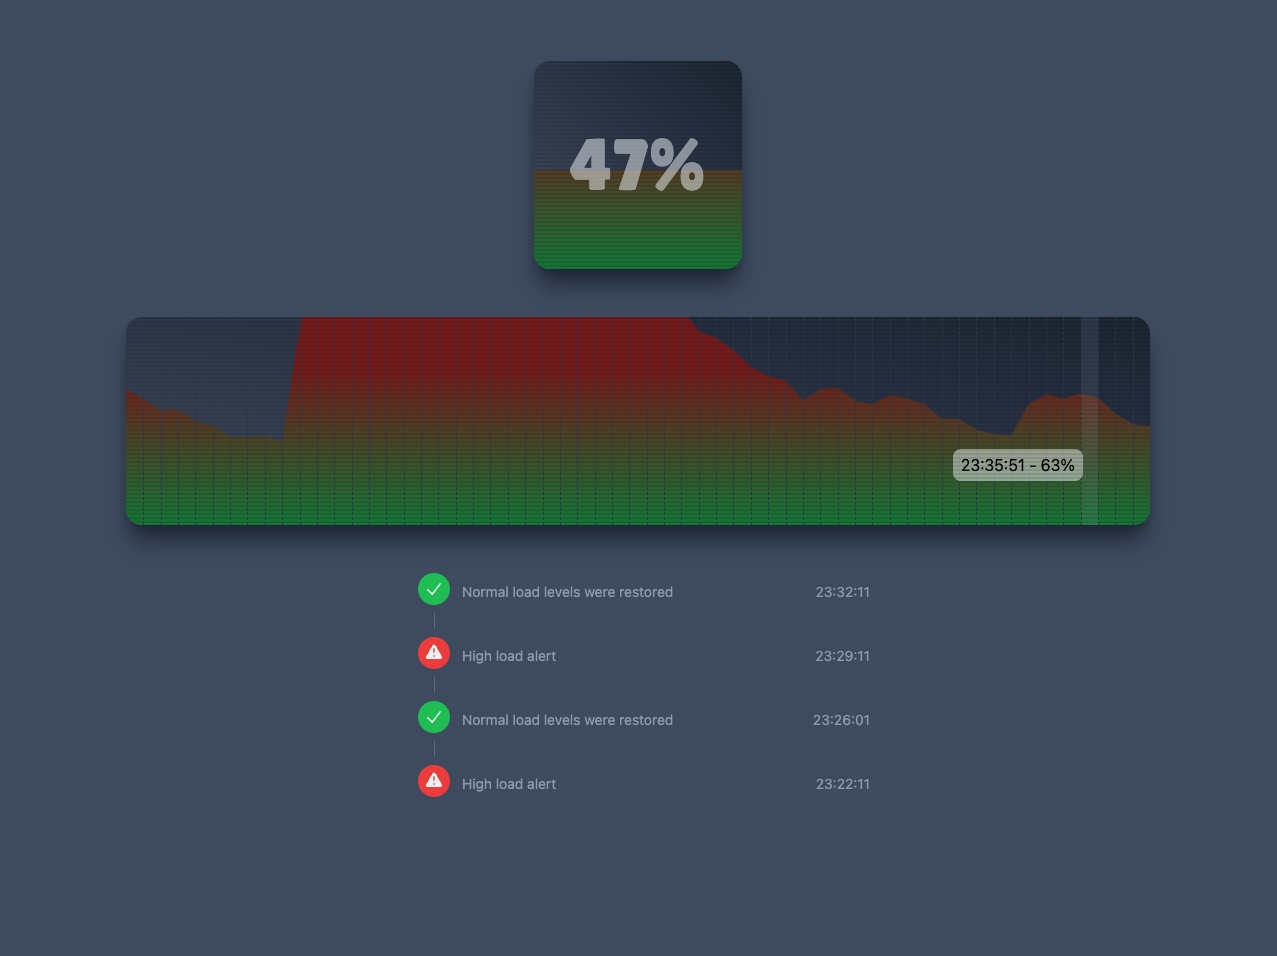 47%
23:35:51 - 63%
Normal load levels were restored 23:32:11
High load alert 23:29:11
Normal load levels were restored 23:26:01
High load alert 23:22:11